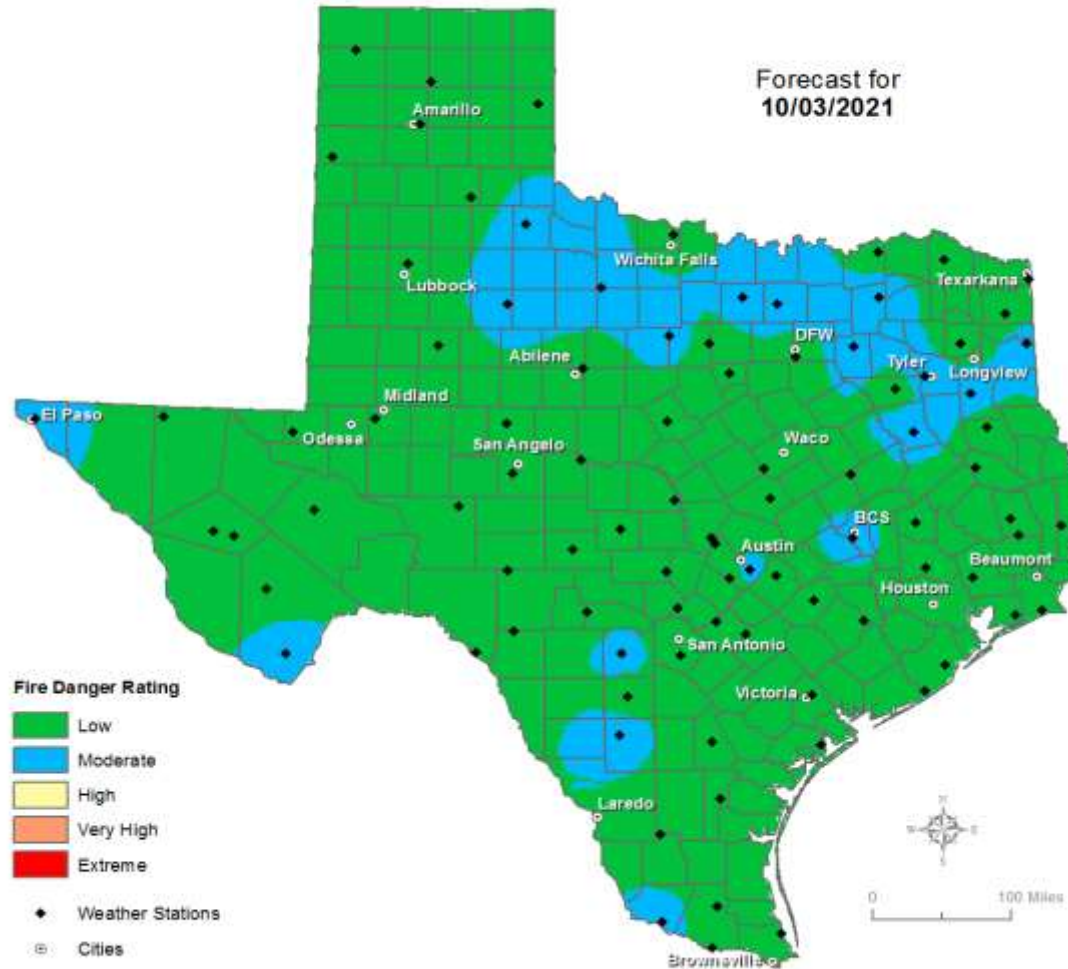 Forecast for
10/03/2021
Amarillo
Wichita Falls
Texarkana
Lubbock
DFW
Abilene
Tyler
Longview
El Paso
Midland
Odessa
San Angelo
Waco
BCS
Austin
Beaumont
Houston
San Antonio
Victoria
Laredo
Brownsville
Fire Danger Rating
Low
Moderate
High
Very High
Extreme
Weather Stations
Cities
N
W
E
S
0
100 Miles